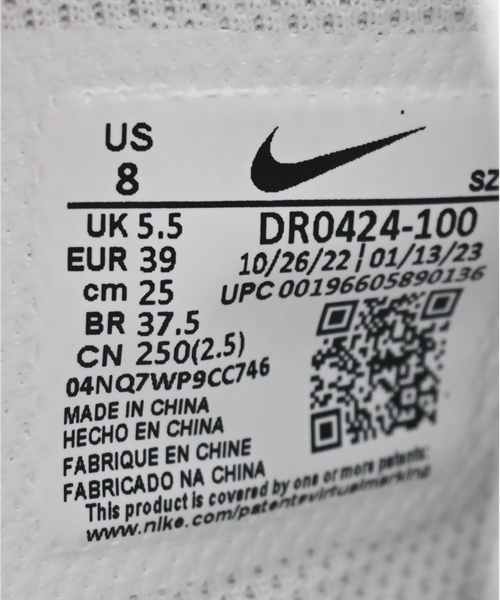 US
8
SZ
UK 5.5
EUR 39
cm 25
BR 37.5
CN 250(2.5)
DR0424-100
10/26/22 | 01/13/23
UPC 00196605890136
04NQ7WP9CC746
MADE IN CHINA
HECHO EN CHINA
FABRIQUE EN CHINE
FABRICADO NA CHINA
This product is covered by one or more patents:
www.nike.com/patentsvirtualmarking